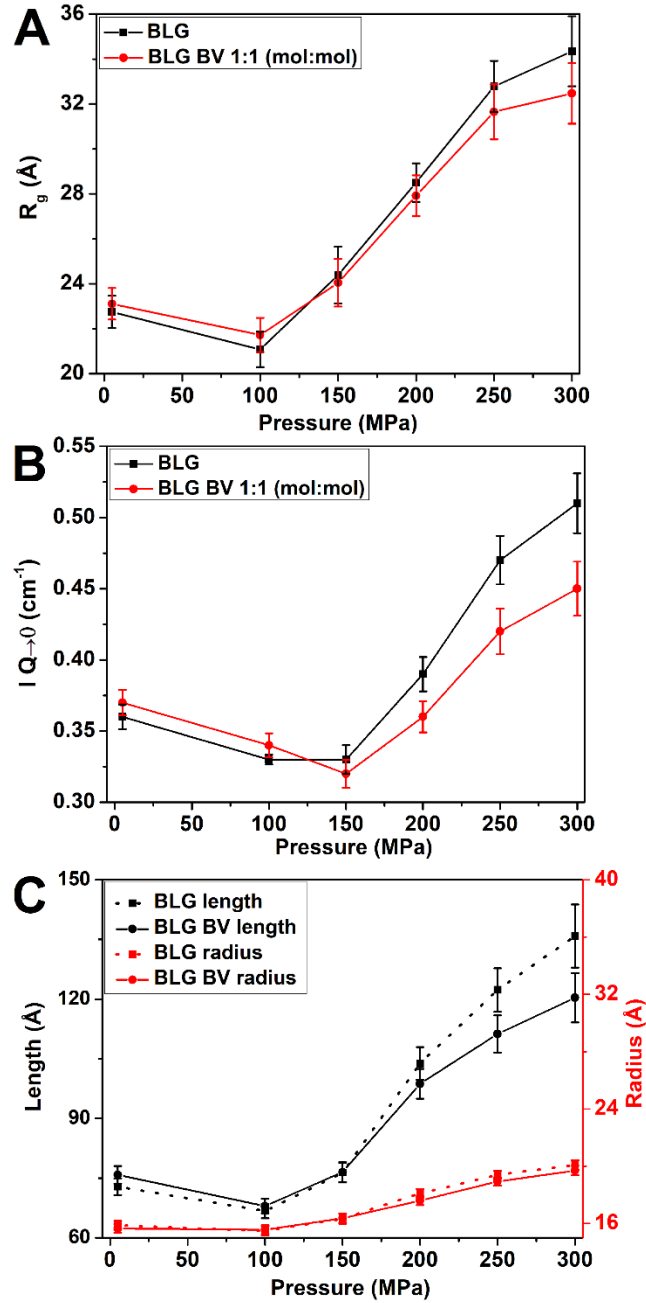 A
BLG
BLG BV 1:1 (mol:mol)
36
32
28
24
20
Rg (Å)
0 50 100 150 200 250 300
Pressure (MPa)
B
BLG
BLG BV 1:1 (mol:mol)
0.55
0.50
0.45
0.40
0.35
0.30
I Q→0 (cm-1)
0 50 100 150 200 250 300
Pressure (MPa)
C
BLG length
BLG BV length
BLG radius
BLG BV radius
150
120
90
60
Length (Å)
40
32
24
16
Radius (Å)
0 50 100 150 200 250 300
Pressure (MPa)